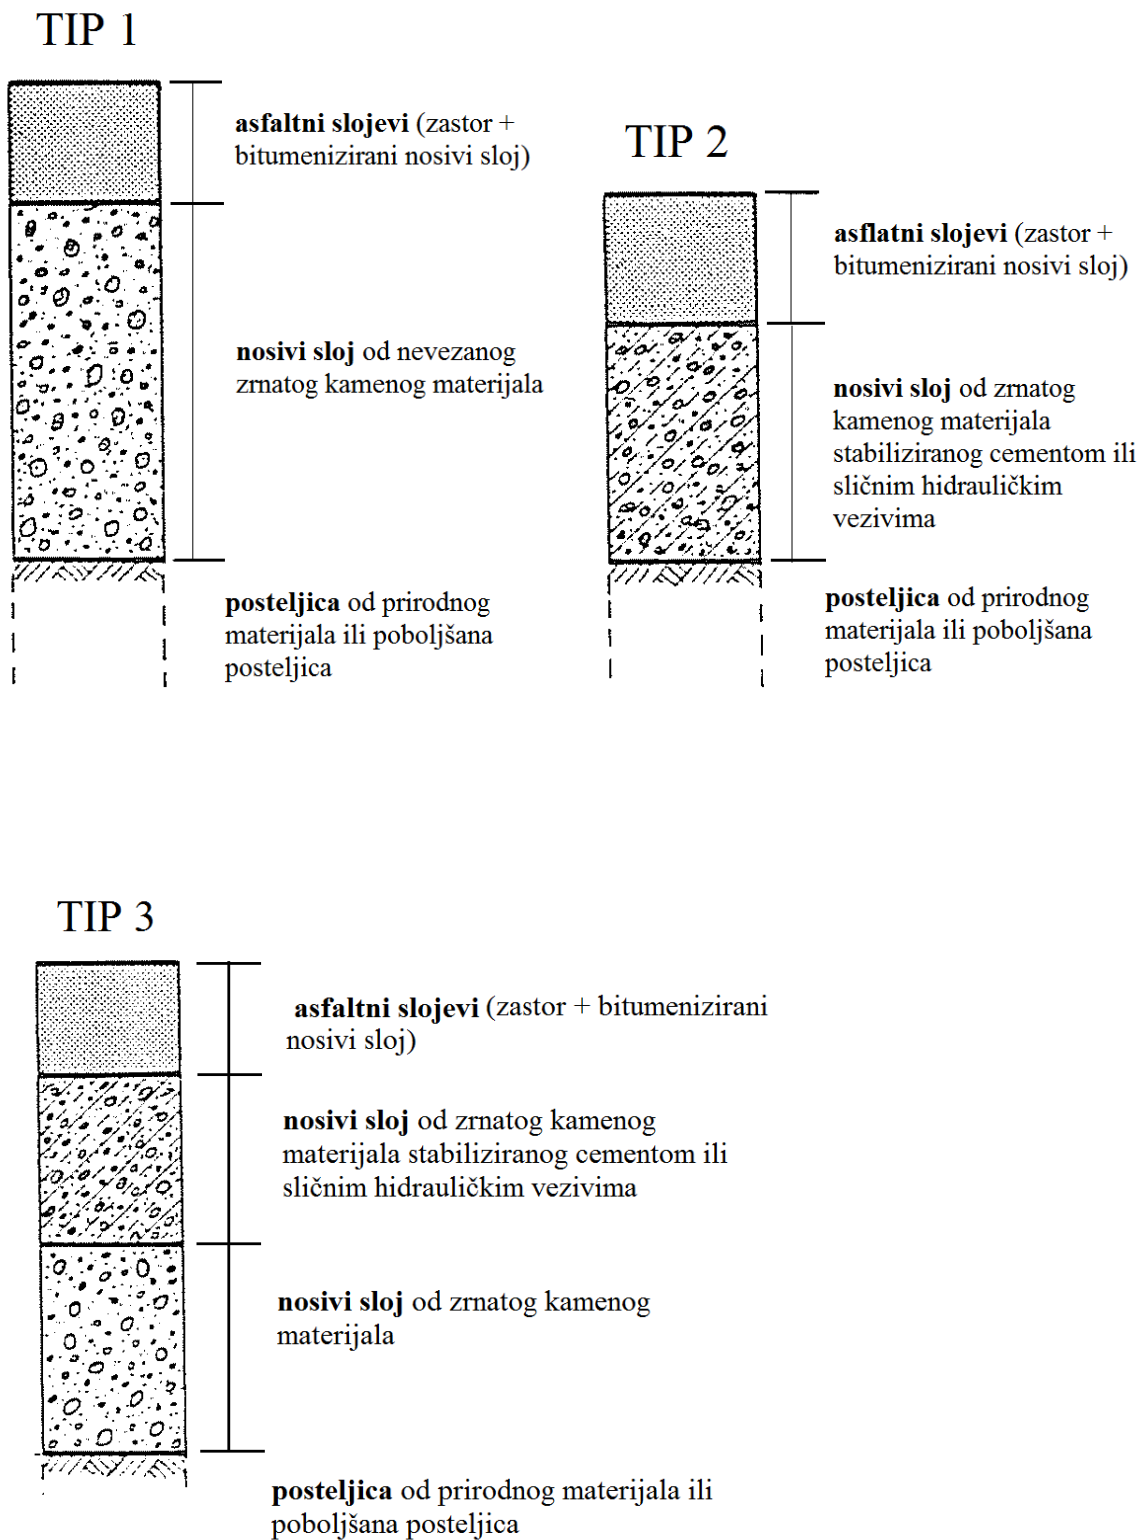 TIP 1
asfaltni slojevi (zastor +
bitumenizirani nosivi sloj)
nosivi sloj od nevezanog
zrnatog kamenog materijala
posteljica od prirodnog
materijala ili poboljšana
posteljica
TIP 2
asflatni slojevi (zastor +
bitumenizirani nosivi sloj)
nosivi sloj od zrnatog
kamenog materijala
stabiliziranog cementom ili
sličnim hidrauličkim
vezivima
posteljica od prirodnog
materijala ili poboljšana
posteljica
TIP 3
asfaltni slojevi (zastor + bitumenizirani
nosivi sloj)
nosivi sloj od zrnatog kamenog
materijala stabiliziranog cementom ili
sličnim hidrauličkim vezivima
nosivi sloj od zrnatog kamenog
materijala
posteljica od prirodnog materijala ili
poboljšana posteljica